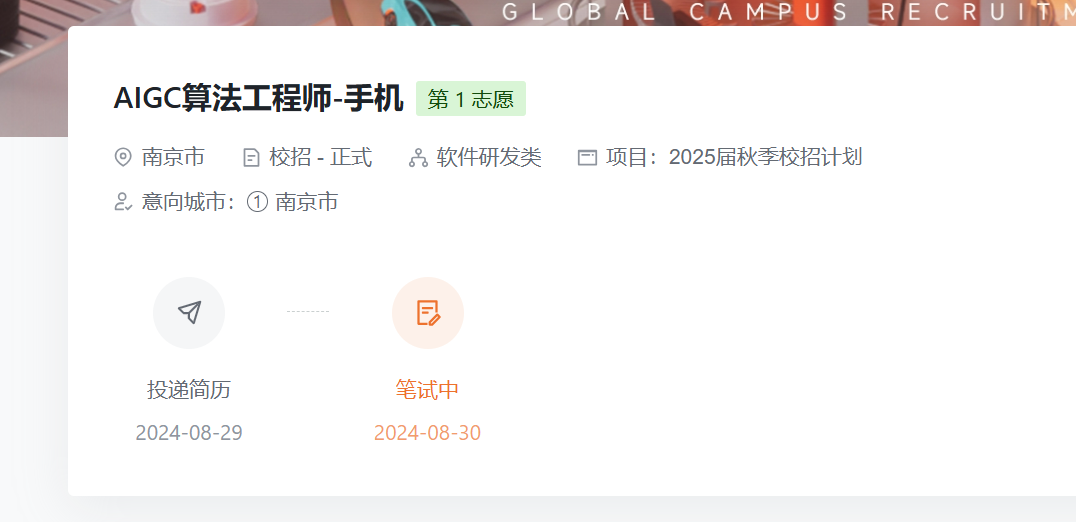 GLOBAL CAMPUS RECRUITM
AIGC算法工程师-手机 第 1 志愿
南京市 校招 - 正式 软件研发类 项目：2025届秋季校招计划
意向城市：① 南京市
投递简历 笔试中
2024-08-29 2024-08-30